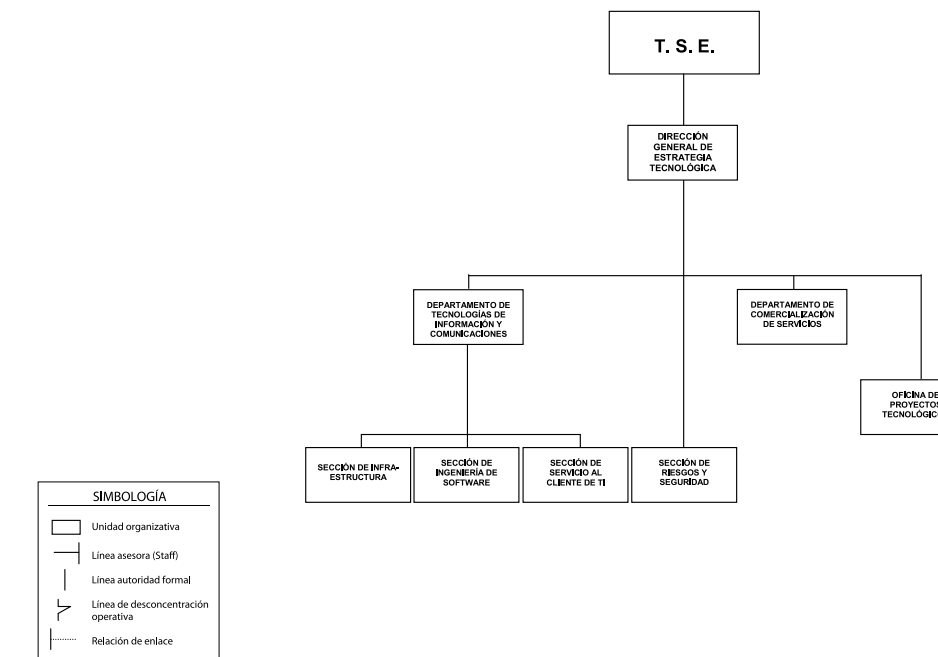 T. S. E.
DIRECCIÓN
GENERAL DE
ESTRATEGIA
TECNOLÓGICA
DEPARTAMENTO DE
TECNOLOGÍAS DE
INFORMACIÓN Y
COMUNICACIONES
DEPARTAMENTO DE
COMERCIALIZACIÓN
DE SERVICIOS
OFICINA DE
PROYECTOS
SECCIÓN DE INFRA-
ESTRUCTURA
SECCIÓN DE
INGENIERÍA DE
SOFTWARE
SECCIÓN DE
SERVICIO AL
CLIENTE DE TI
SECCIÓN DE
RIESGOS Y
SEGURIDAD
SIMBOLOGÍA
Unidad organizativa
Línea asesora (Staff)
Línea autoridad formal
Línea de desconcentración
operativa
Relación de enlace